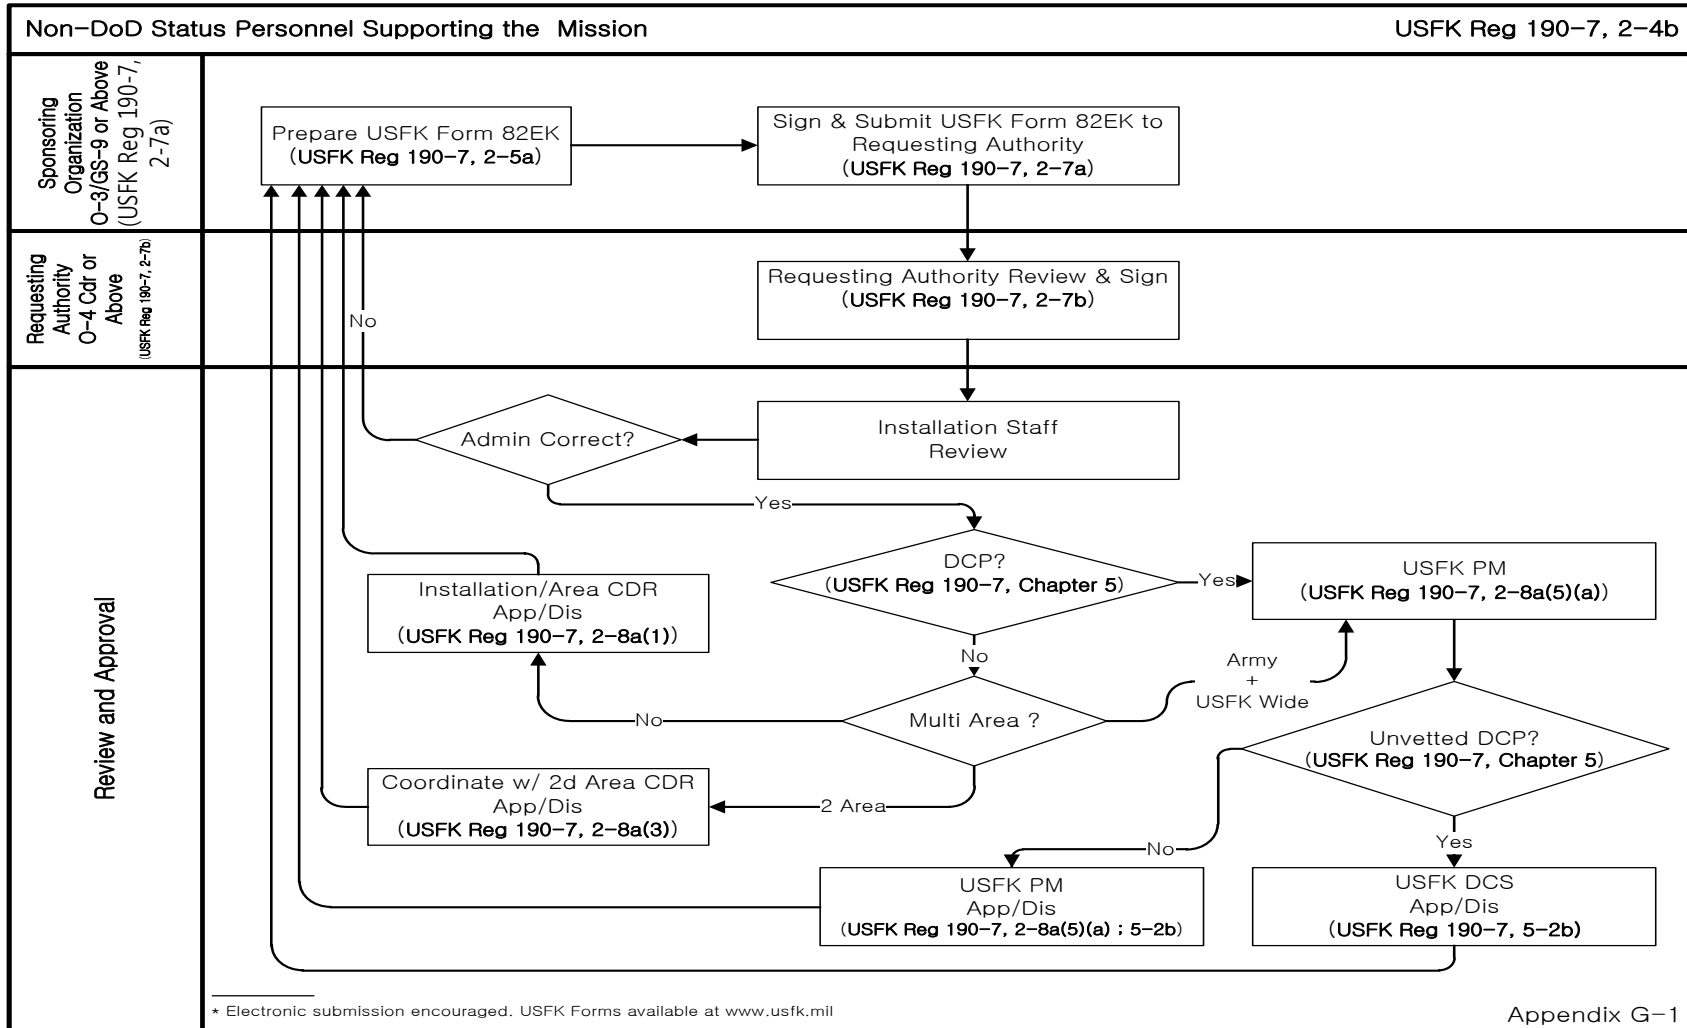 Non-DoD Status Personnel Supporting the  Mission
USFK Reg 190-7, 2-4b
Sponsoring
Organization
O-3/GS-9 or Above
(USFK Reg 190-7,
2-7a)
Prepare USFK Form 82EK
(USFK Reg 190-7, 2-5a)
Sign & Submit USFK Form 82EK to
Requesting Authority
(USFK Reg 190-7, 2-7a)
Requesting
Authority
O-4 Cdr or
Above
(USFK Reg 190-7, 2-7b)
Requesting Authority Review & Sign
(USFK Reg 190-7, 2-7b)
No
Review and Approval
Admin Correct?
Installation Staff
Review
Yes
DCP?
(USFK Reg 190-7, Chapter 5)
Yes
USFK PM
(USFK Reg 190-7, 2-8a(5)(a))
Installation/Area CDR
App/Dis
(USFK Reg 190-7, 2-8a(1))
No
Army
+
USFK Wide
No
Multi Area ?
Unvetted DCP?
(USFK Reg 190-7, Chapter 5)
Coordinate w/ 2d Area CDR
App/Dis
(USFK Reg 190-7, 2-8a(3))
2 Area
No
Yes
USFK PM
App/Dis
(USFK Reg 190-7, 2-8a(5)(a) ; 5-2b)
USFK DCS
App/Dis
(USFK Reg 190-7, 5-2b)
* Electronic submission encouraged. USFK Forms available at www.usfk.mil
Appendix G-1